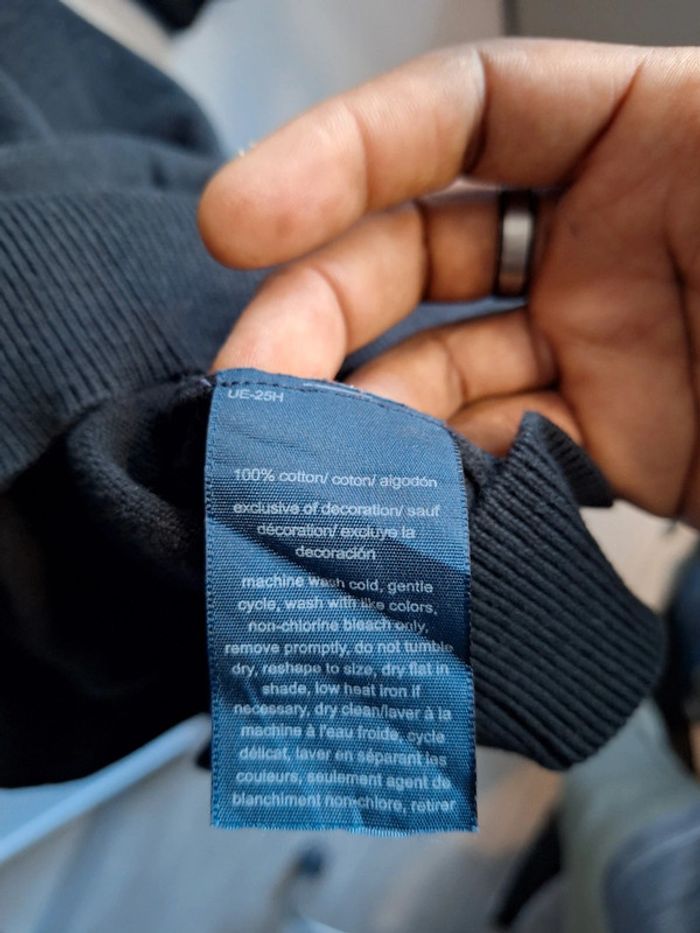 UE-25H
100% cotton/ coton/ algodón
exclusive of decoration/ sauf
décoration/ excluye la
decoración
machine wash cold, gentle
cycle, wash with like colors,
non-chlorine bleach only,
remove promptly, do not tumble
dry, reshape to size, dry flat in
shade, low heat iron if
necessary, dry clean/laver à la
machine à l'eau froide, cycle
délicat, laver en séparant les
couleurs, seulement agent de
blanchiment non-chlore, retirer